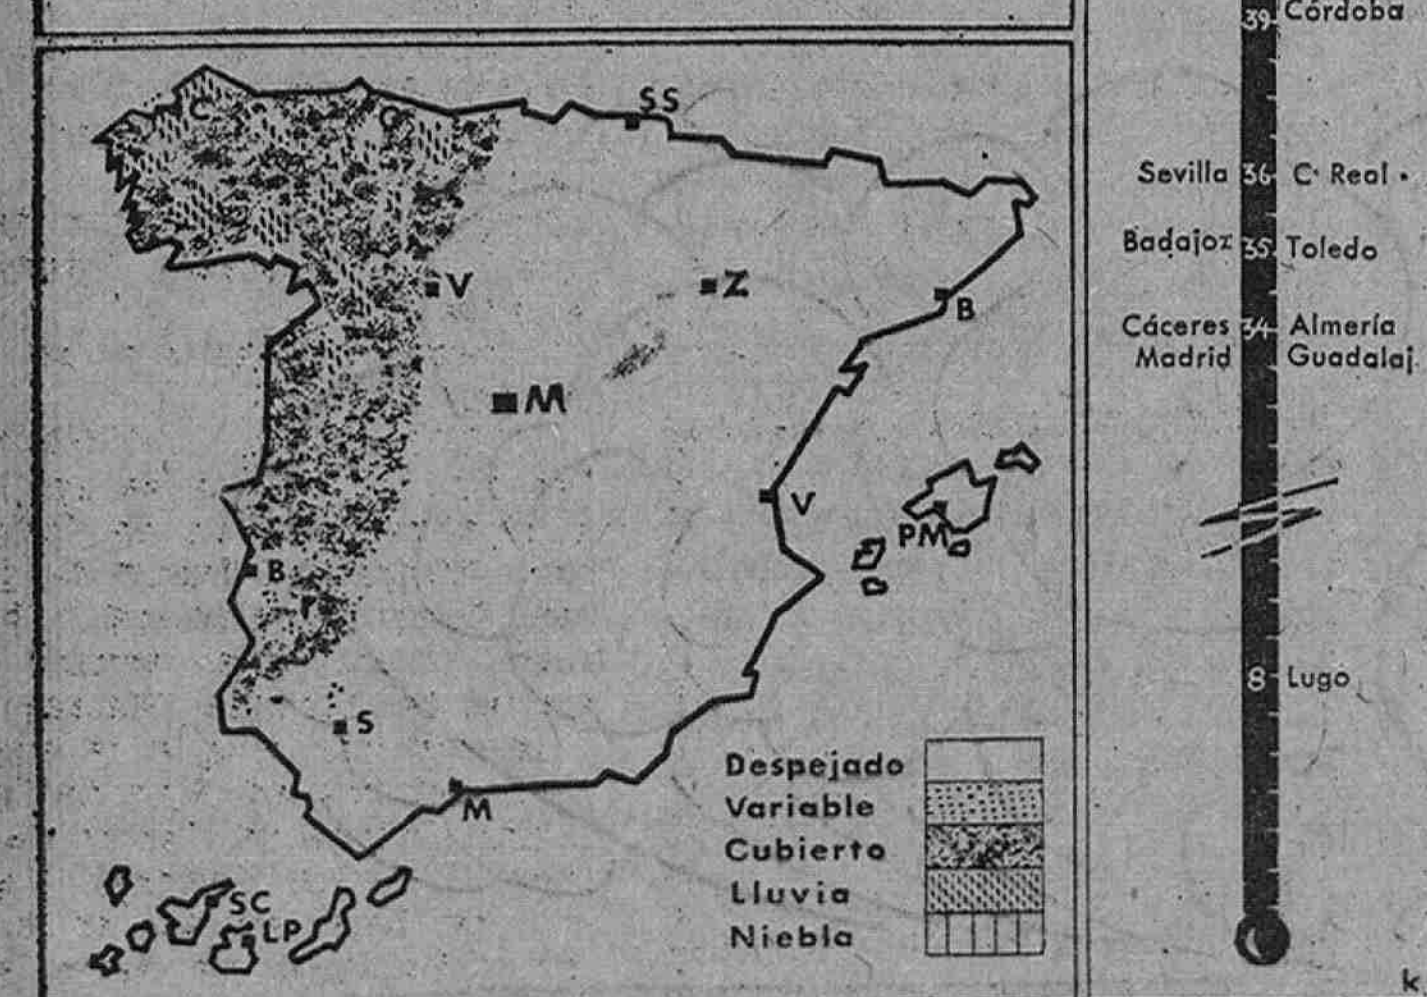 39 Córdoba
Sevilla 36 Cº Real
Badajoz 35 Toledo
Cáceres 34 Almería
Madrid Guadalaj.
8 Lugo
C
G
SS
V
Z
B
M
V
PM
B
S
M
SC
LP
Despejado
Variable
Cubierto
Lluvia
Niebla
k